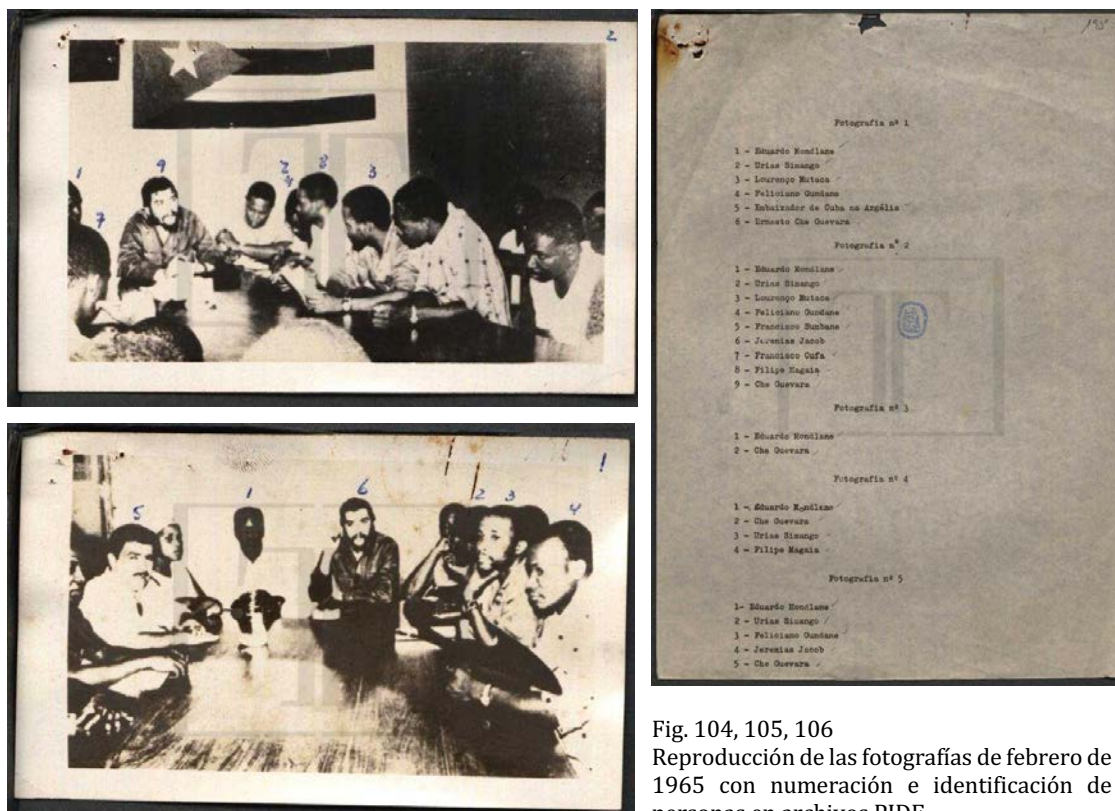 2
1
9
2
8
3
7
1
5
1
6
2
3
4
Fotografia nº 1
1 - Eduardo Mondlane
2 - Urias Simango
3 - Lourenço Mutaca
4 - Feliciano Gundana
5 - Embaixador de Cuba na Argélia
6 - Ernesto Che Guevara
Fotografia nº 2
1 - Eduardo Mondlane
2 - Urias Simango
3 - Lourenço Mutaca
4 - Feliciano Gundana
5 - Francisco Sumbane
6 - Jeremias Jacob
7 - Francisco Cufa
8 - Filipe Magaia
9 - Che Guevara
Fotografia nº 3
1 - Eduardo Mondlane
2 - Che Guevara
Fotografia nº 4
1 - Eduardo Mondlane
2 - Che Guevara
3 - Urias Simango
4 - Filipe Magaia
Fotografia nº 5
1- Eduardo Mondlane
2 - Urias Simango
3 - Feliciano Gundana
4 - Jeremias Jacob
5 - Che Guevara
Fig. 104, 105, 106
Reproducción de las fotografías de febrero de
1965 con numeración e identificación de